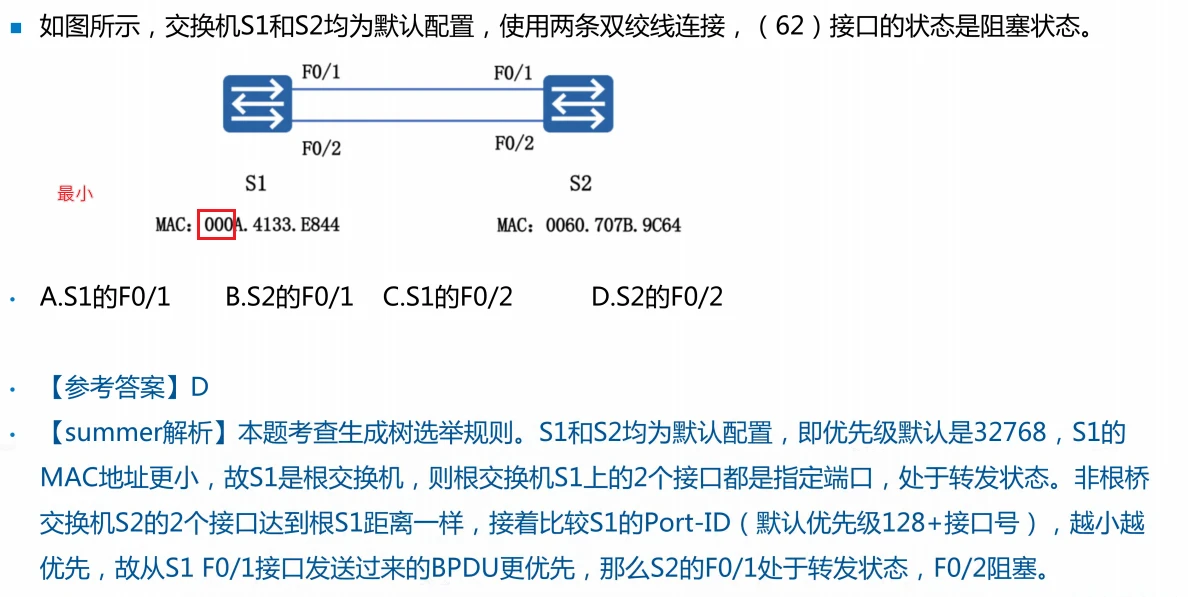 如图所示，交换机S1和S2均为默认配置，使用两条双绞线连接，（62）接口的状态是阻塞状态。
F0/1 F0/1
F0/2 F0/2
S1 S2
最小
MAC：000A.4133.E844 MAC：0060.707B.9C64
A.S1的F0/1 B.S2的F0/1 C.S1的F0/2 D.S2的F0/2
【参考答案】D
【summer解析】本题考查生成树选举规则。S1和S2均为默认配置，即优先级默认是32768，S1的
MAC地址更小，故S1是根交换机，则根交换机S1上的2个接口都是指定端口，处于转发状态。非根桥
交换机S2的2个接口达到根S1距离一样，接着比较S1的Port-ID（默认优先级128+接口号），越小越
优先，故从S1 F0/1接口发送过来的BPDU更优先，那么S2的F0/1处于转发状态，F0/2阻塞。